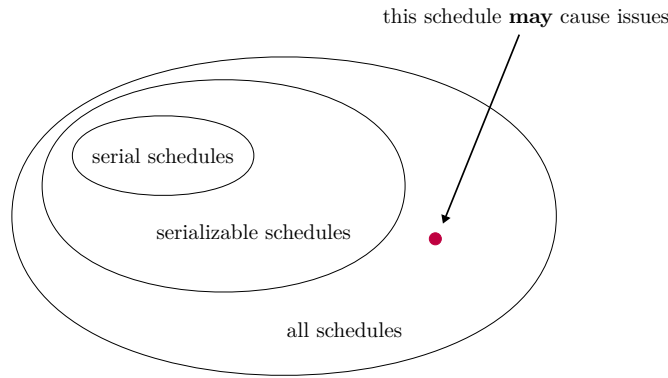 this schedule may cause issues
serial schedules
serializable schedules
all schedules